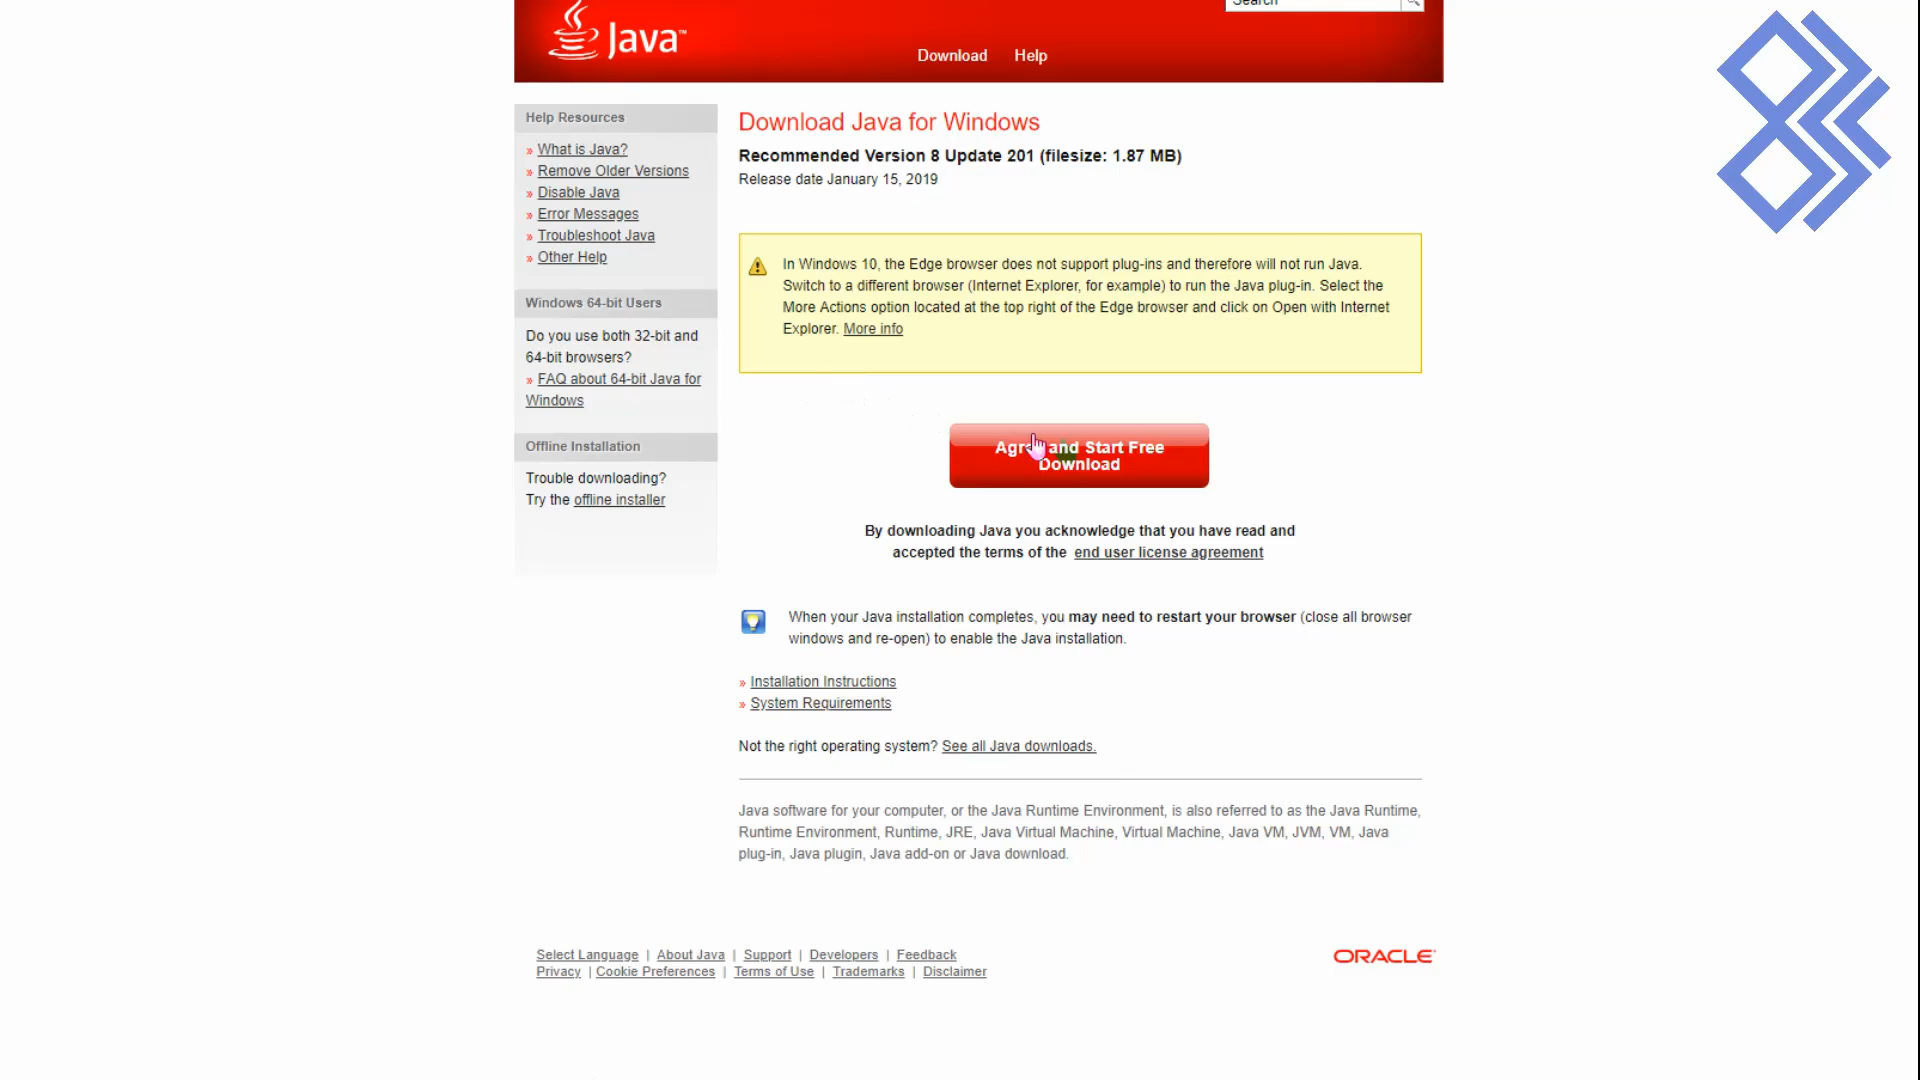 Search
Java™
Download Help
Help Resources
» What is Java?
» Remove Older Versions
» Disable Java
» Error Messages
» Troubleshoot Java
» Other Help
Windows 64-bit Users
Do you use both 32-bit and
64-bit browsers?
» FAQ about 64-bit Java for
Windows
Offline Installation
Trouble downloading?
Try the offline installer
Download Java for Windows
Recommended Version 8 Update 201 (filesize: 1.87 MB)
Release date January 15, 2019
In Windows 10, the Edge browser does not support plug-ins and therefore will not run Java.
Switch to a different browser (Internet Explorer, for example) to run the Java plug-in. Select the
More Actions option located at the top right of the Edge browser and click on Open with Internet
Explorer. More info
Agree and Start Free
Download
By downloading Java you acknowledge that you have read and
accepted the terms of the end user license agreement
When your Java installation completes, you may need to restart your browser (close all browser
windows and re-open) to enable the Java installation.
» Installation Instructions
» System Requirements
Not the right operating system? See all Java downloads.
Java software for your computer, or the Java Runtime Environment, is also referred to as the Java Runtime,
Runtime Environment, Runtime, JRE, Java Virtual Machine, Virtual Machine, Java VM, JVM, VM, Java
plug-in, Java plugin, Java add-on or Java download.
Select Language | About Java | Support | Developers | Feedback
Privacy | Cookie Preferences | Terms of Use | Trademarks | Disclaimer
ORACLE